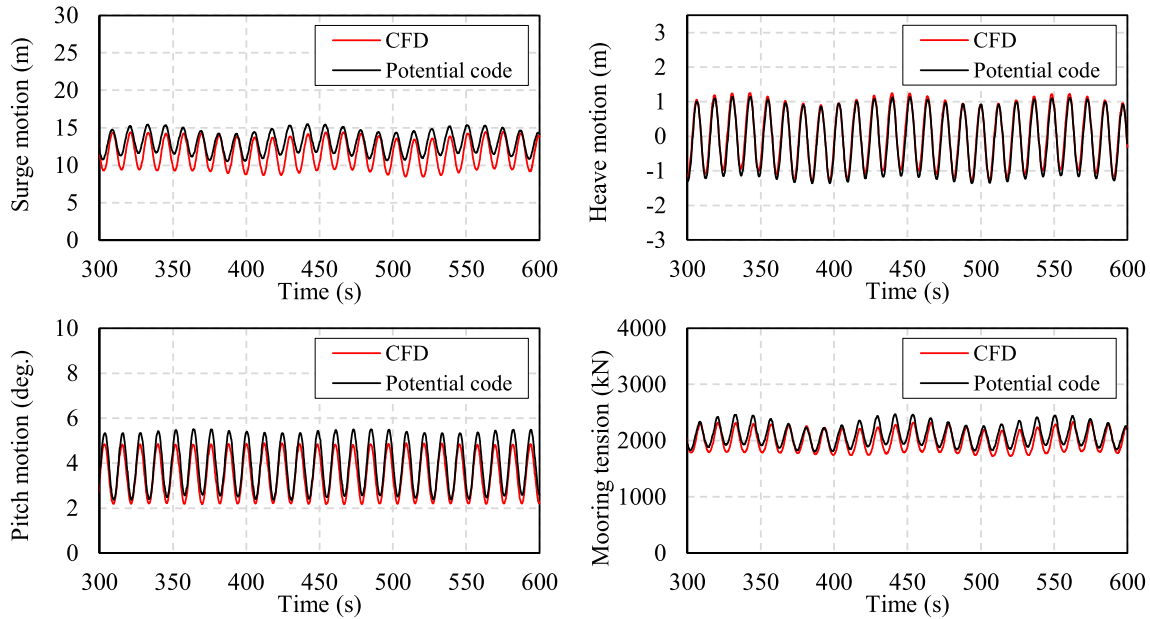 Surge motion (m)
30
25
20
15
10
5
0
CFD
Potential code
300 350 400 450 500 550 600
Time (s)
Heave motion (m)
3
2
1
0
-1
-2
-3
CFD
Potential code
300 350 400 450 500 550 600
Time (s)
Pitch motion (deg.)
10
8
6
4
2
0
CFD
Potential code
300 350 400 450 500 550 600
Time (s)
Mooring tension (kN)
4000
3000
2000
1000
0
CFD
Potential code
300 350 400 450 500 550 600
Time (s)